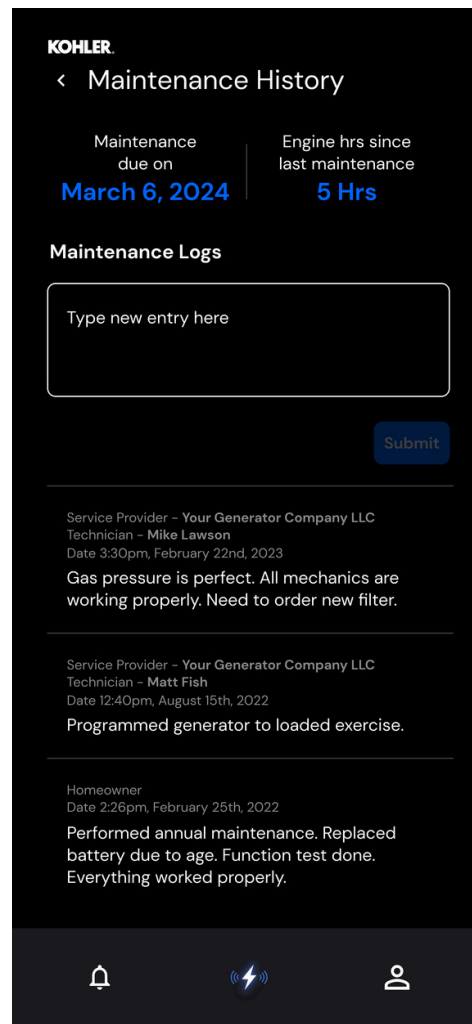 KOHLER.
Maintenance History
Maintenance
due on
March 6, 2024
Engine hrs since
last maintenance
5 Hrs
Maintenance Logs
Type new entry here
Submit
Service Provider – Your Generator Company LLC
Technician – Mike Lawson
Date 3:30pm, February 22nd, 2023
Gas pressure is perfect. All mechanics are
working properly. Need to order new filter.
Service Provider – Your Generator Company LLC
Technician – Matt Fish
Date 12:40pm, August 15th, 2022
Programmed generator to loaded exercise.
Homeowner
Date 2:26pm, February 25th, 2022
Performed annual maintenance. Replaced
battery due to age. Function test done.
Everything worked properly.